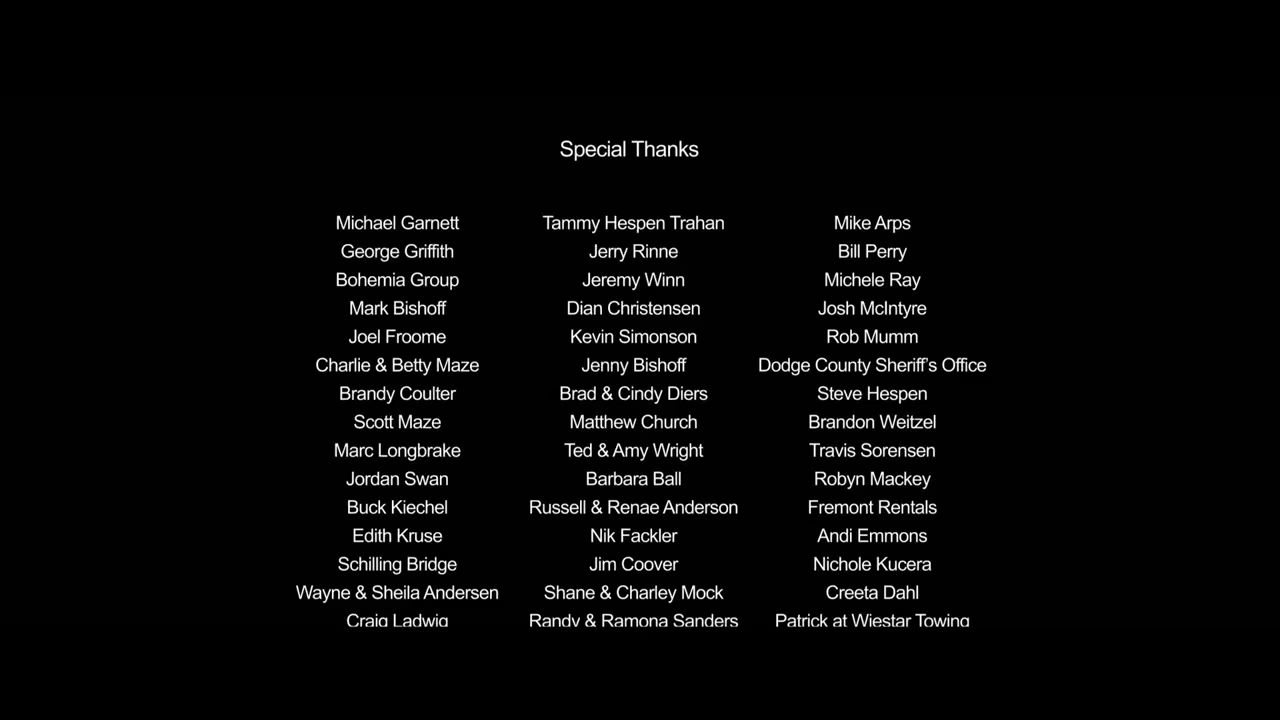 Special Thanks
Michael Garnett
George Griffith
Bohemia Group
Mark Bishoff
Joel Froome
Charlie & Betty Maze
Brandy Coulter
Scott Maze
Marc Longbrake
Jordan Swan
Buck Kiechel
Edith Kruse
Schilling Bridge
Wayne & Sheila Andersen
Craig Ladwig
Tammy Hespen Trahan
Jerry Rinne
Jeremy Winn
Dian Christensen
Kevin Simonson
Jenny Bishoff
Brad & Cindy Diers
Matthew Church
Ted & Amy Wright
Barbara Ball
Russell & Renae Anderson
Nik Fackler
Jim Coover
Shane & Charley Mock
Randy & Ramona Sanders
Mike Arps
Bill Perry
Michele Ray
Josh McIntyre
Rob Mumm
Dodge County Sheriff's Office
Steve Hespen
Brandon Weitzel
Travis Sorensen
Robyn Mackey
Fremont Rentals
Andi Emmons
Nichole Kucera
Creeta Dahl
Patrick at Wiestar Towing